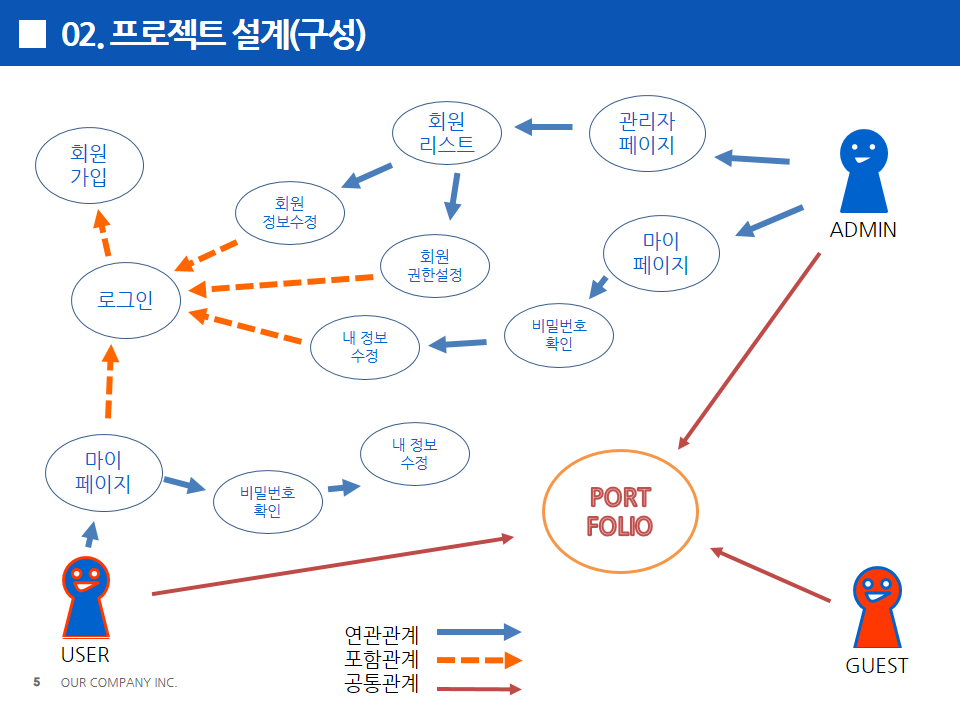 02. 프로젝트 설계(구성)
회원
가입
회원
리스트
관리자
페이지
ADMIN
회원
정보수정
마이
페이지
회원
권한설정
로그인
비밀번호
확인
내 정보
수정
마이
페이지
내 정보
수정
비밀번호
확인
PORT
FOLIO
USER
GUEST
연관관계
포함관계
공통관계
5 OUR COMPANY INC.